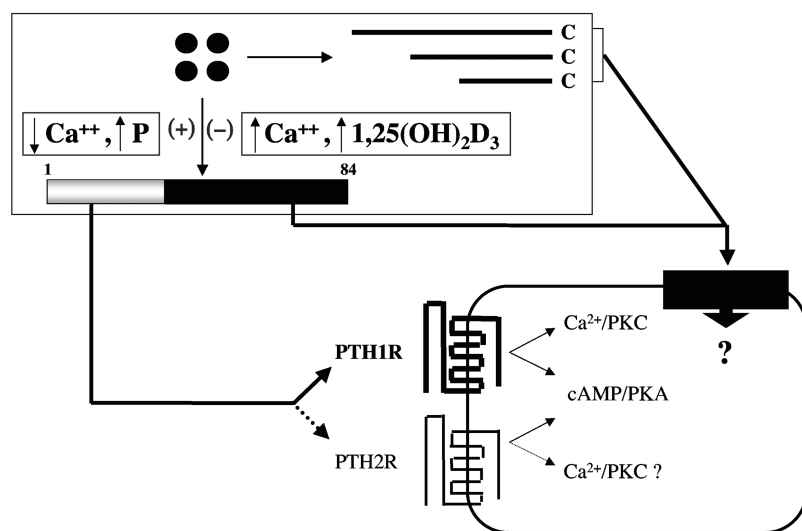 C
C
C
↓Ca⁺⁺, ↑P (+) (−) ↑Ca⁺⁺, ↑1,25(OH)₂D₃
1 84
Ca²⁺/PKC
PTH1R
?
cAMP/PKA
PTH2R
Ca²⁺/PKC ?